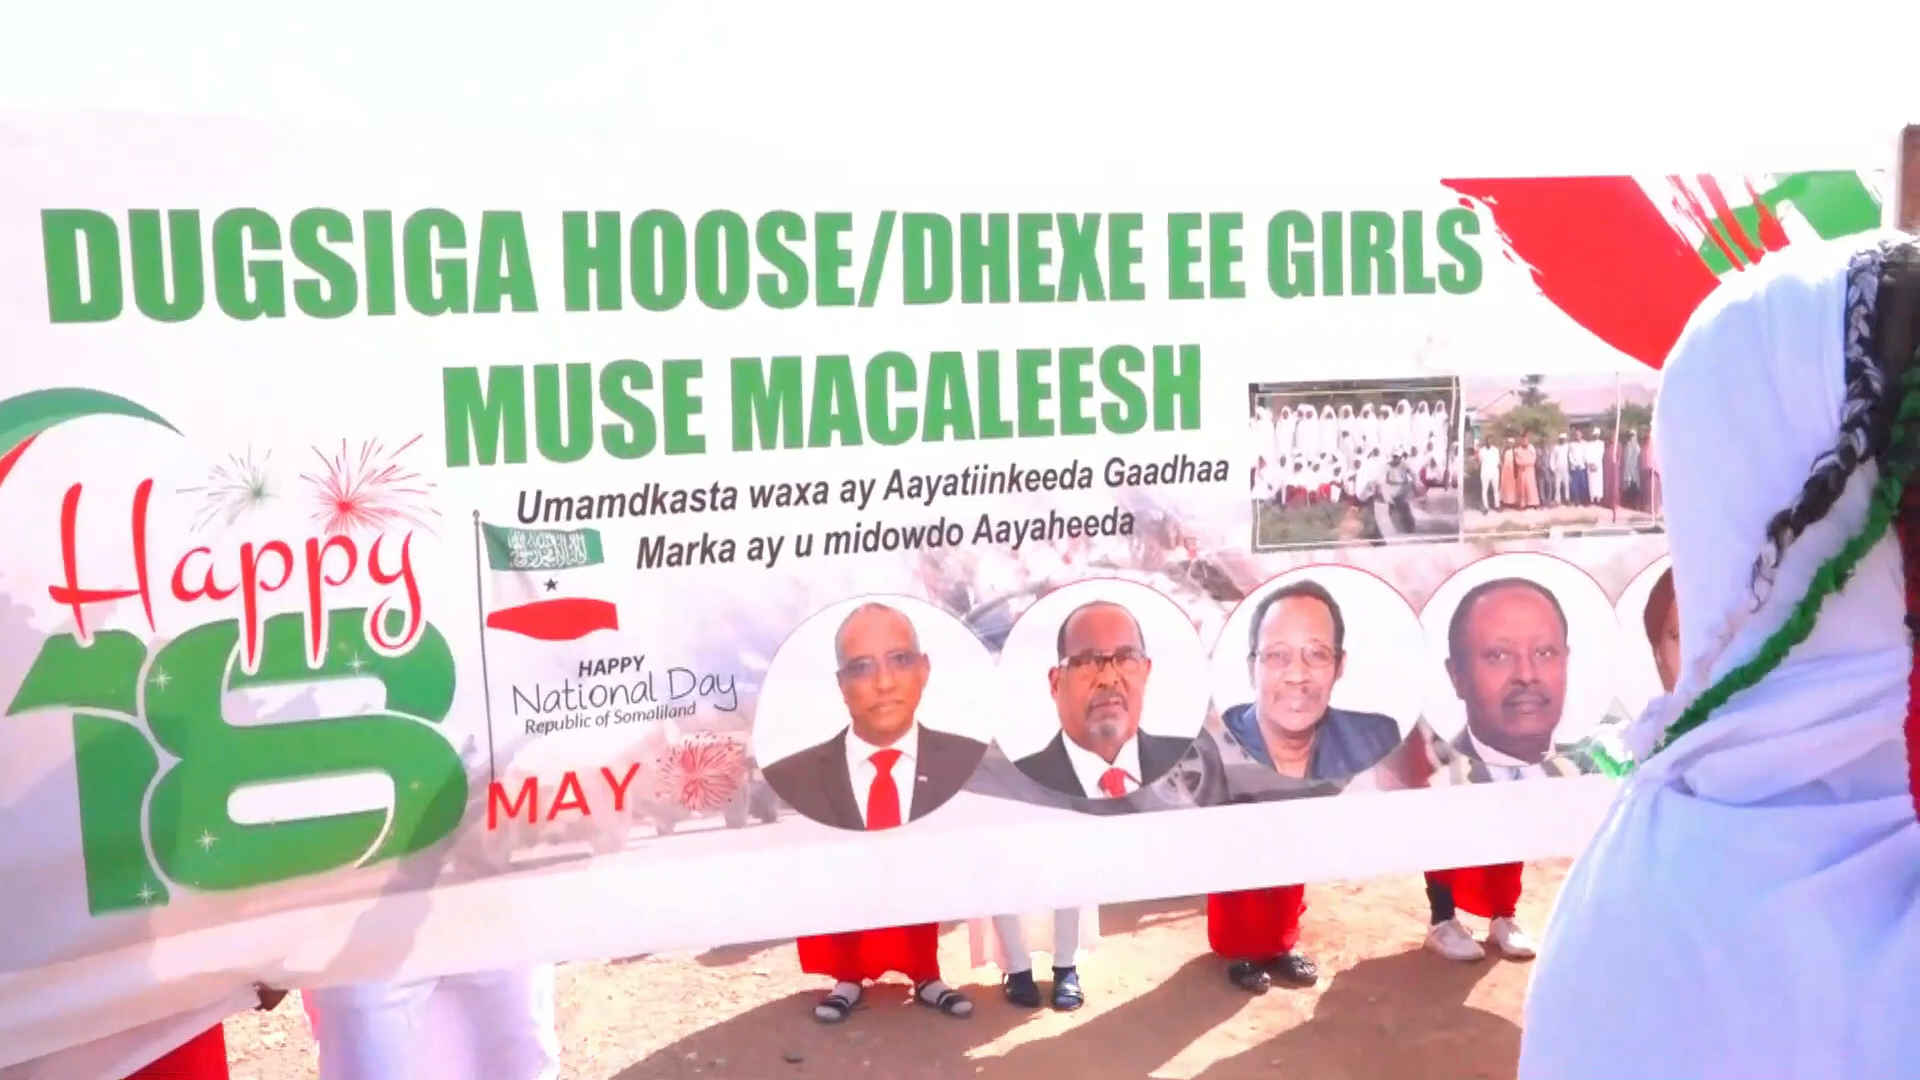 DUGSIGA HOOSE/DHEXE EE GIRLS
MUSE MACALEESH
Umamdkasta waxa ay Aayatiinkeeda Gaadhaa
Marka ay u midowdo Aayaheeda
Happy
18
HAPPY
National Day
Republic of Somaliland
MAY